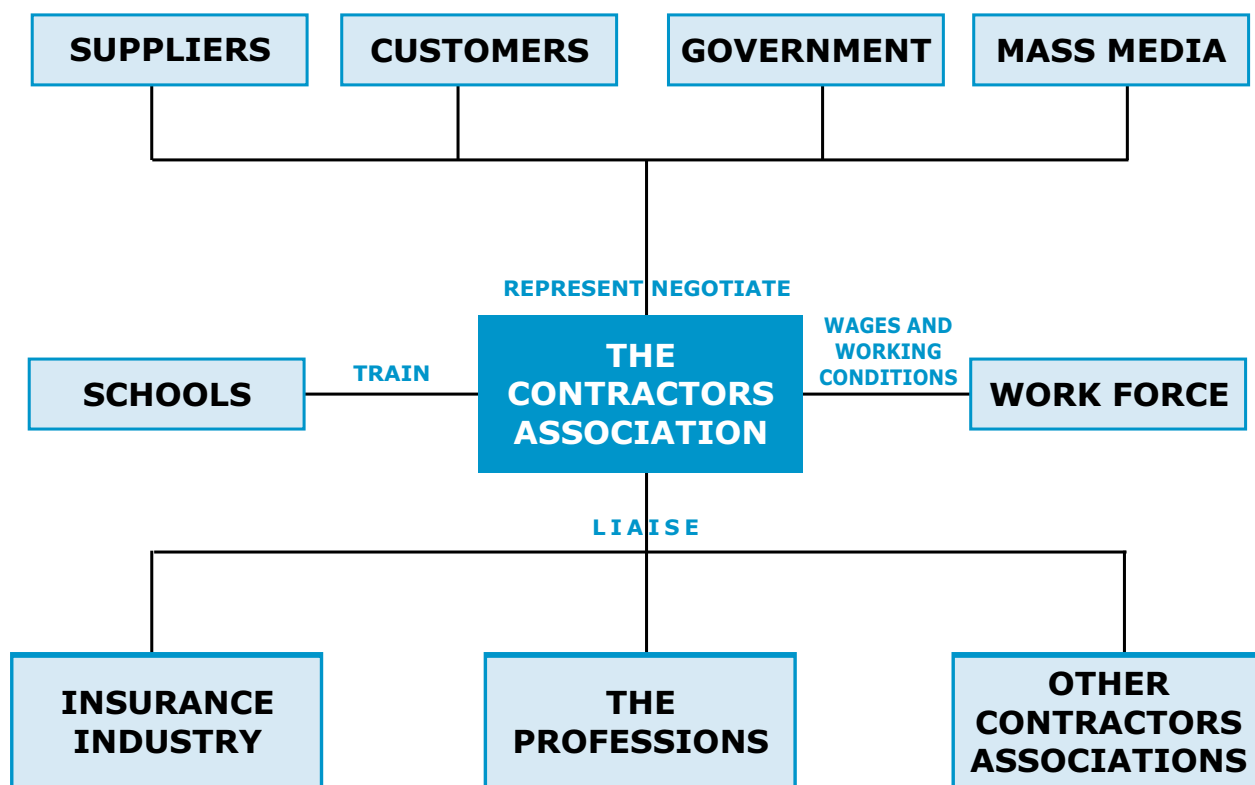 SUPPLIERS
CUSTOMERS
GOVERNMENT
MASS MEDIA
REPRESENT NEGOTIATE
SCHOOLS
TRAIN
THE
CONTRACTORS
ASSOCIATION
WAGES AND
WORKING
CONDITIONS
WORK FORCE
LIAISE
INSURANCE
INDUSTRY
THE
PROFESSIONS
OTHER
CONTRACTORS
ASSOCIATIONS